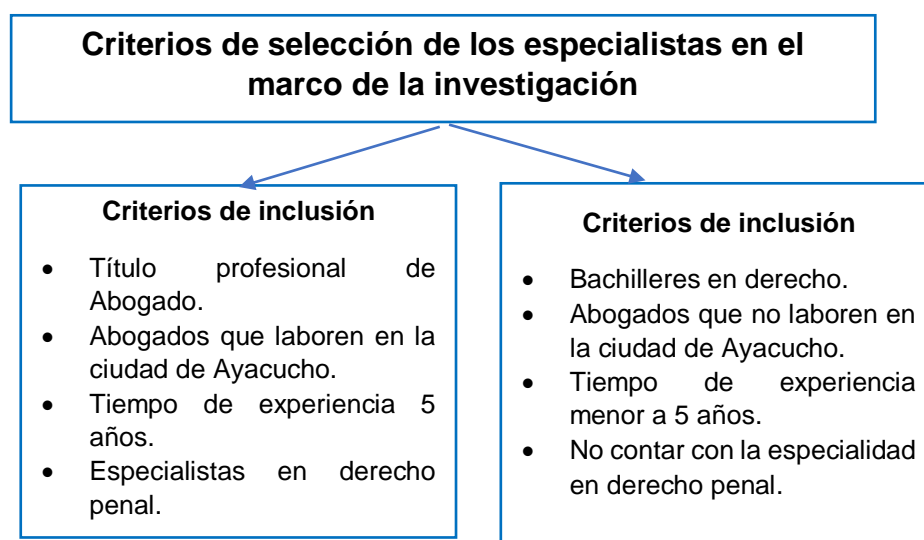 Criterios de selección de los especialistas en el
marco de la investigación
Criterios de inclusión
• Título profesional de
Abogado.
• Abogados que laboren en la
ciudad de Ayacucho.
• Tiempo de experiencia 5
años.
• Especialistas en derecho
penal.
Criterios de inclusión
• Bachilleres en derecho.
• Abogados que no laboren en
la ciudad de Ayacucho.
• Tiempo de experiencia
menor a 5 años.
• No contar con la especialidad
en derecho penal.